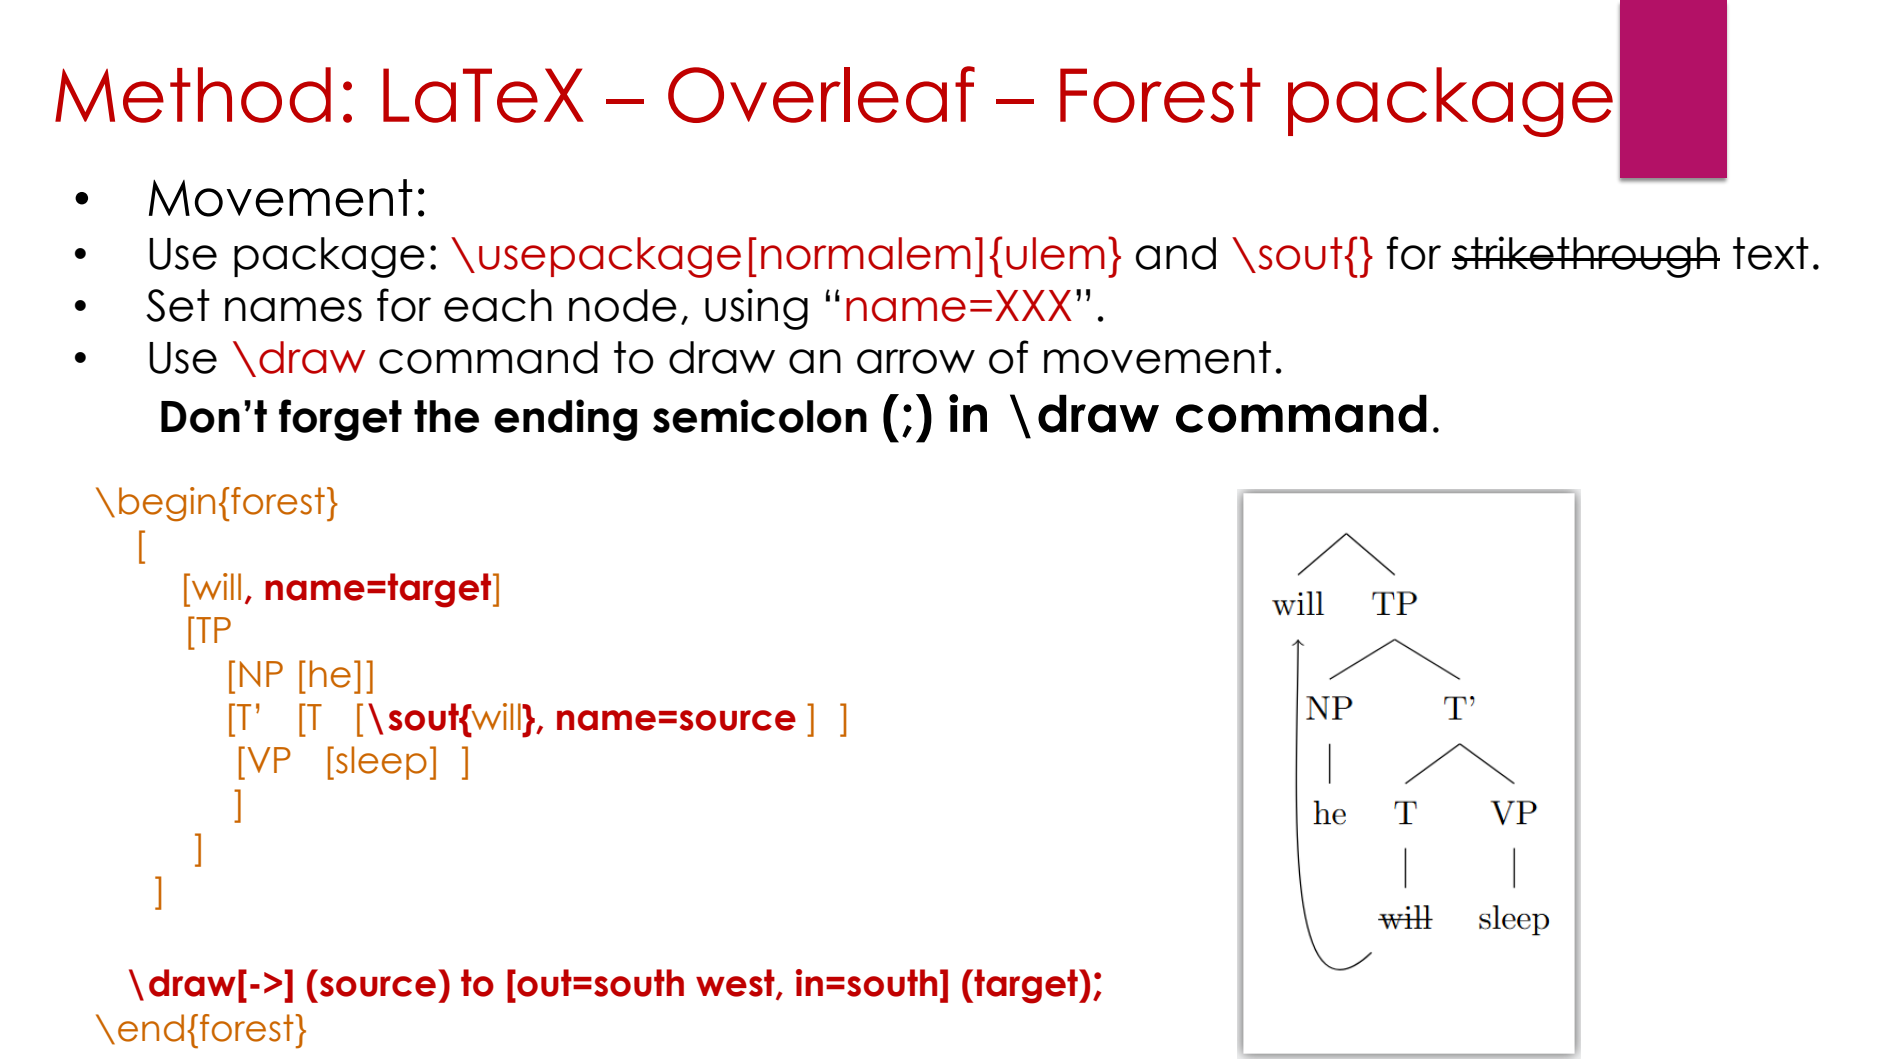 Method: LaTeX – Overleaf – Forest package
• Movement:
• Use package: \usepackage[normalem]{ulem} and \sout{} for strikethrough text.
• Set names for each node, using “name=XXX”.
• Use \draw command to draw an arrow of movement.
Don’t forget the ending semicolon (;) in \draw command.
\begin{forest}
[
[will, name=target]
[TP
[NP [he]]
[T’ [T [\sout{will}, name=source ] ]
[VP [sleep] ]
]
]
]
\draw[->] (source) to [out=south west, in=south] (target);
\end{forest}
will TP
NP T’
he T VP
will sleep